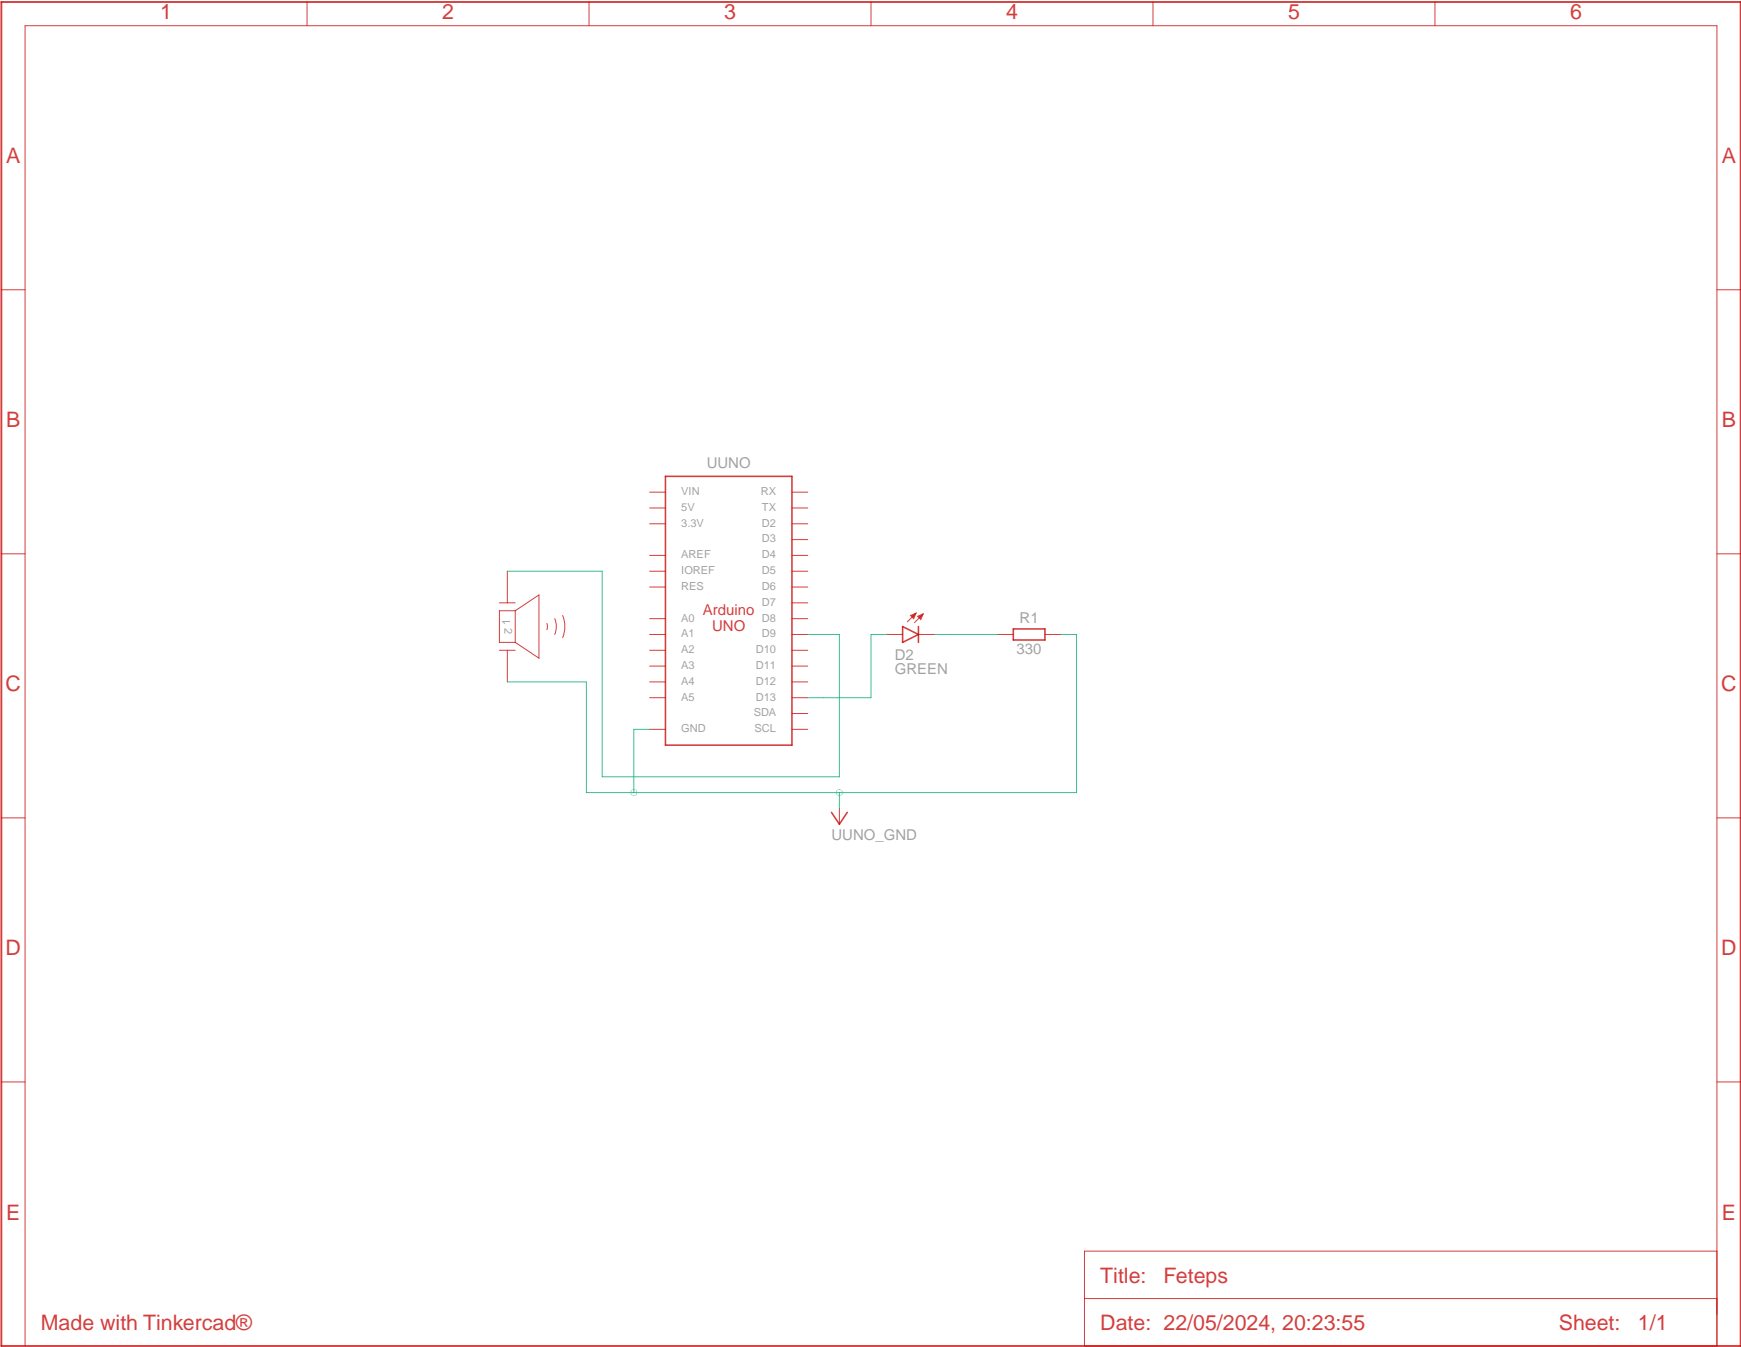 1 2 3 4 5 6
A A
B B
UUNO
VIN RX
5V TX
3.3V D2
D3
AREF D4
IOREF D5
RES D6
D7
Arduino
UNO
A0 D8
A1 D9
A2 D10
A3 D11
A4 D12
A5 D13
SDA
GND SCL
1 2
D2
GREEN
R1
330
C C
UUNO_GND
D D
E E
Title: Feteps
Made with Tinkercad®
Date: 22/05/2024, 20:23:55 Sheet: 1/1